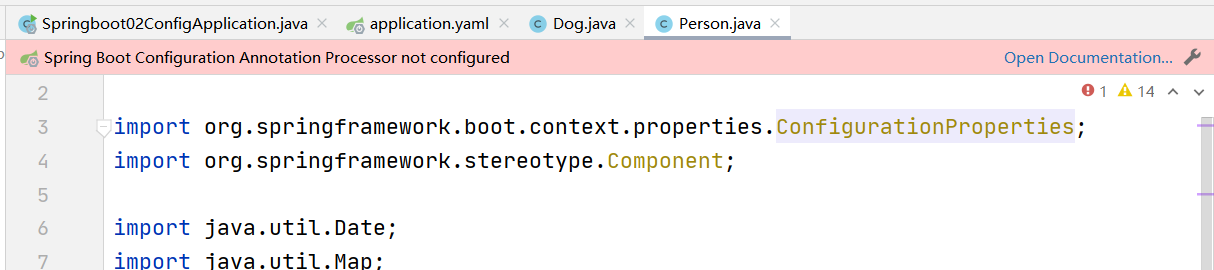 Springboot02ConfigApplication.java application.yaml Dog.java Person.java
Spring Boot Configuration Annotation Processor not configured Open Documentation...
2 1 14
3 import org.springframework.boot.context.properties.ConfigurationProperties;
4 import org.springframework.stereotype.Component;
5
6 import java.util.Date;
7 import java.util.Map;